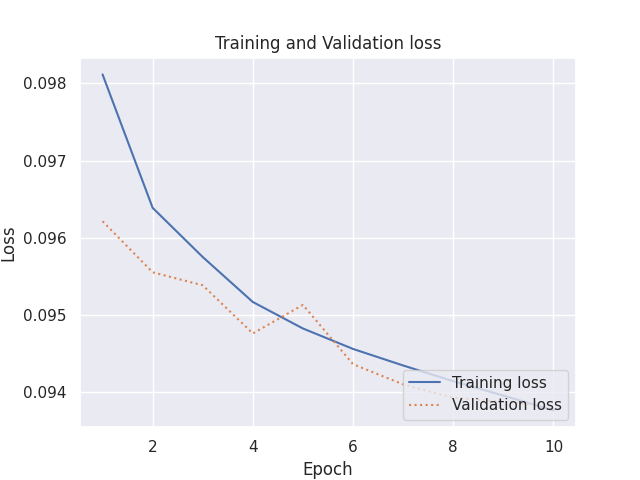 Training and Validation loss
0.098
0.097
0.096
0.095
0.094
Loss
Training loss
Validation loss
2 4 6 8 10
Epoch